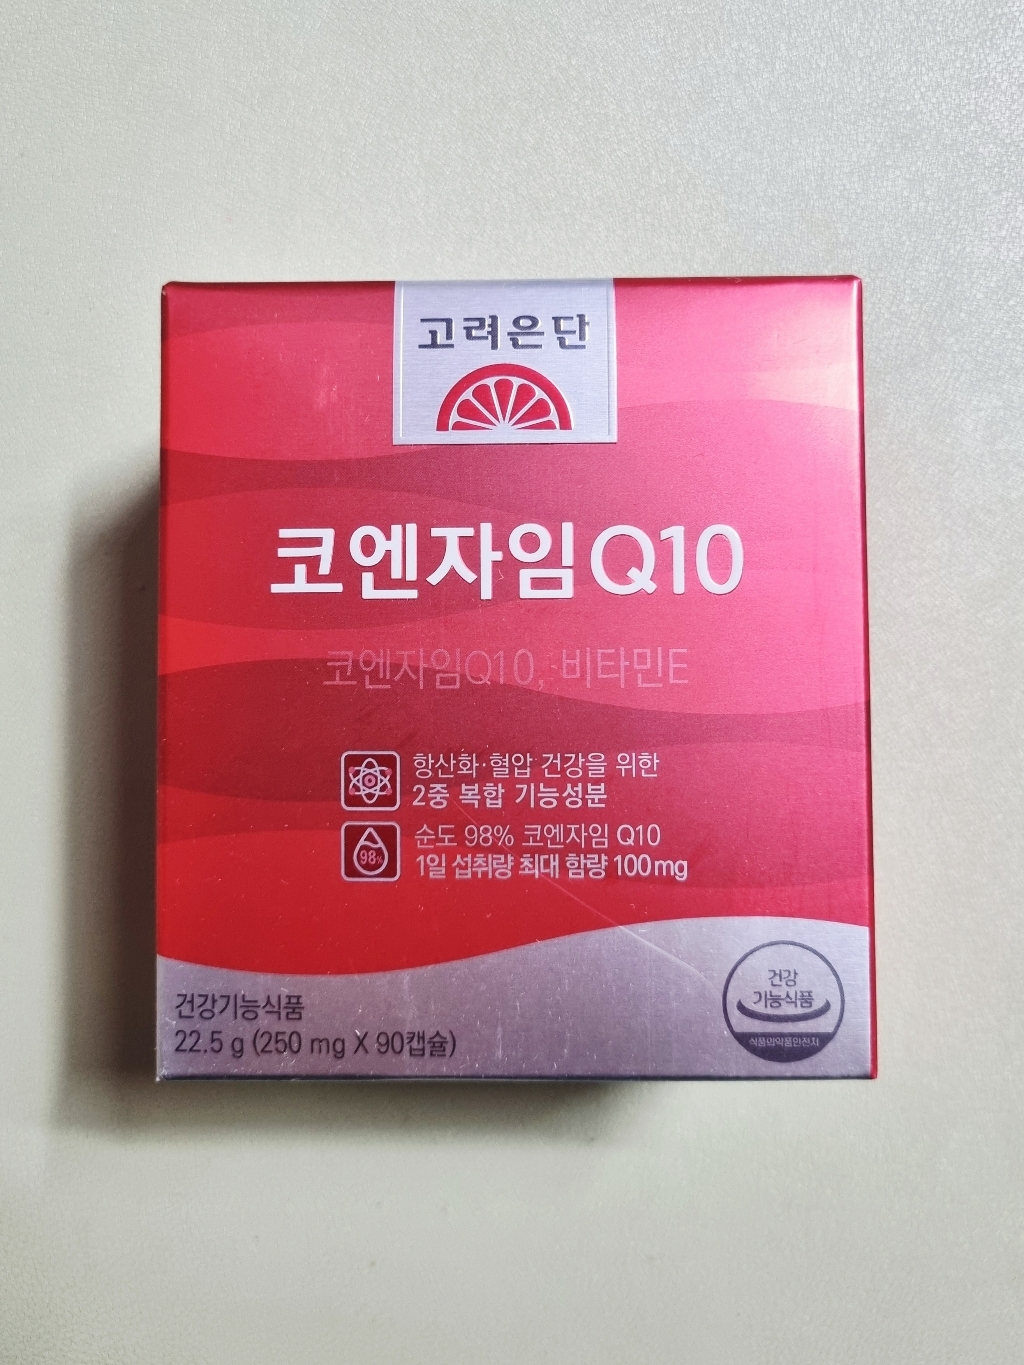 고려은단
코엔자임Q10
코엔자임Q10, 비타민E
항산화·혈압 건강을 위한
2중 복합 기능성분
98%
순도 98% 코엔자임 Q10
1일 섭취량 최대 함량 100mg
건강기능식품
22.5 g (250 mg X 90캡슐)
건강
기능식품
식품의약품안전처